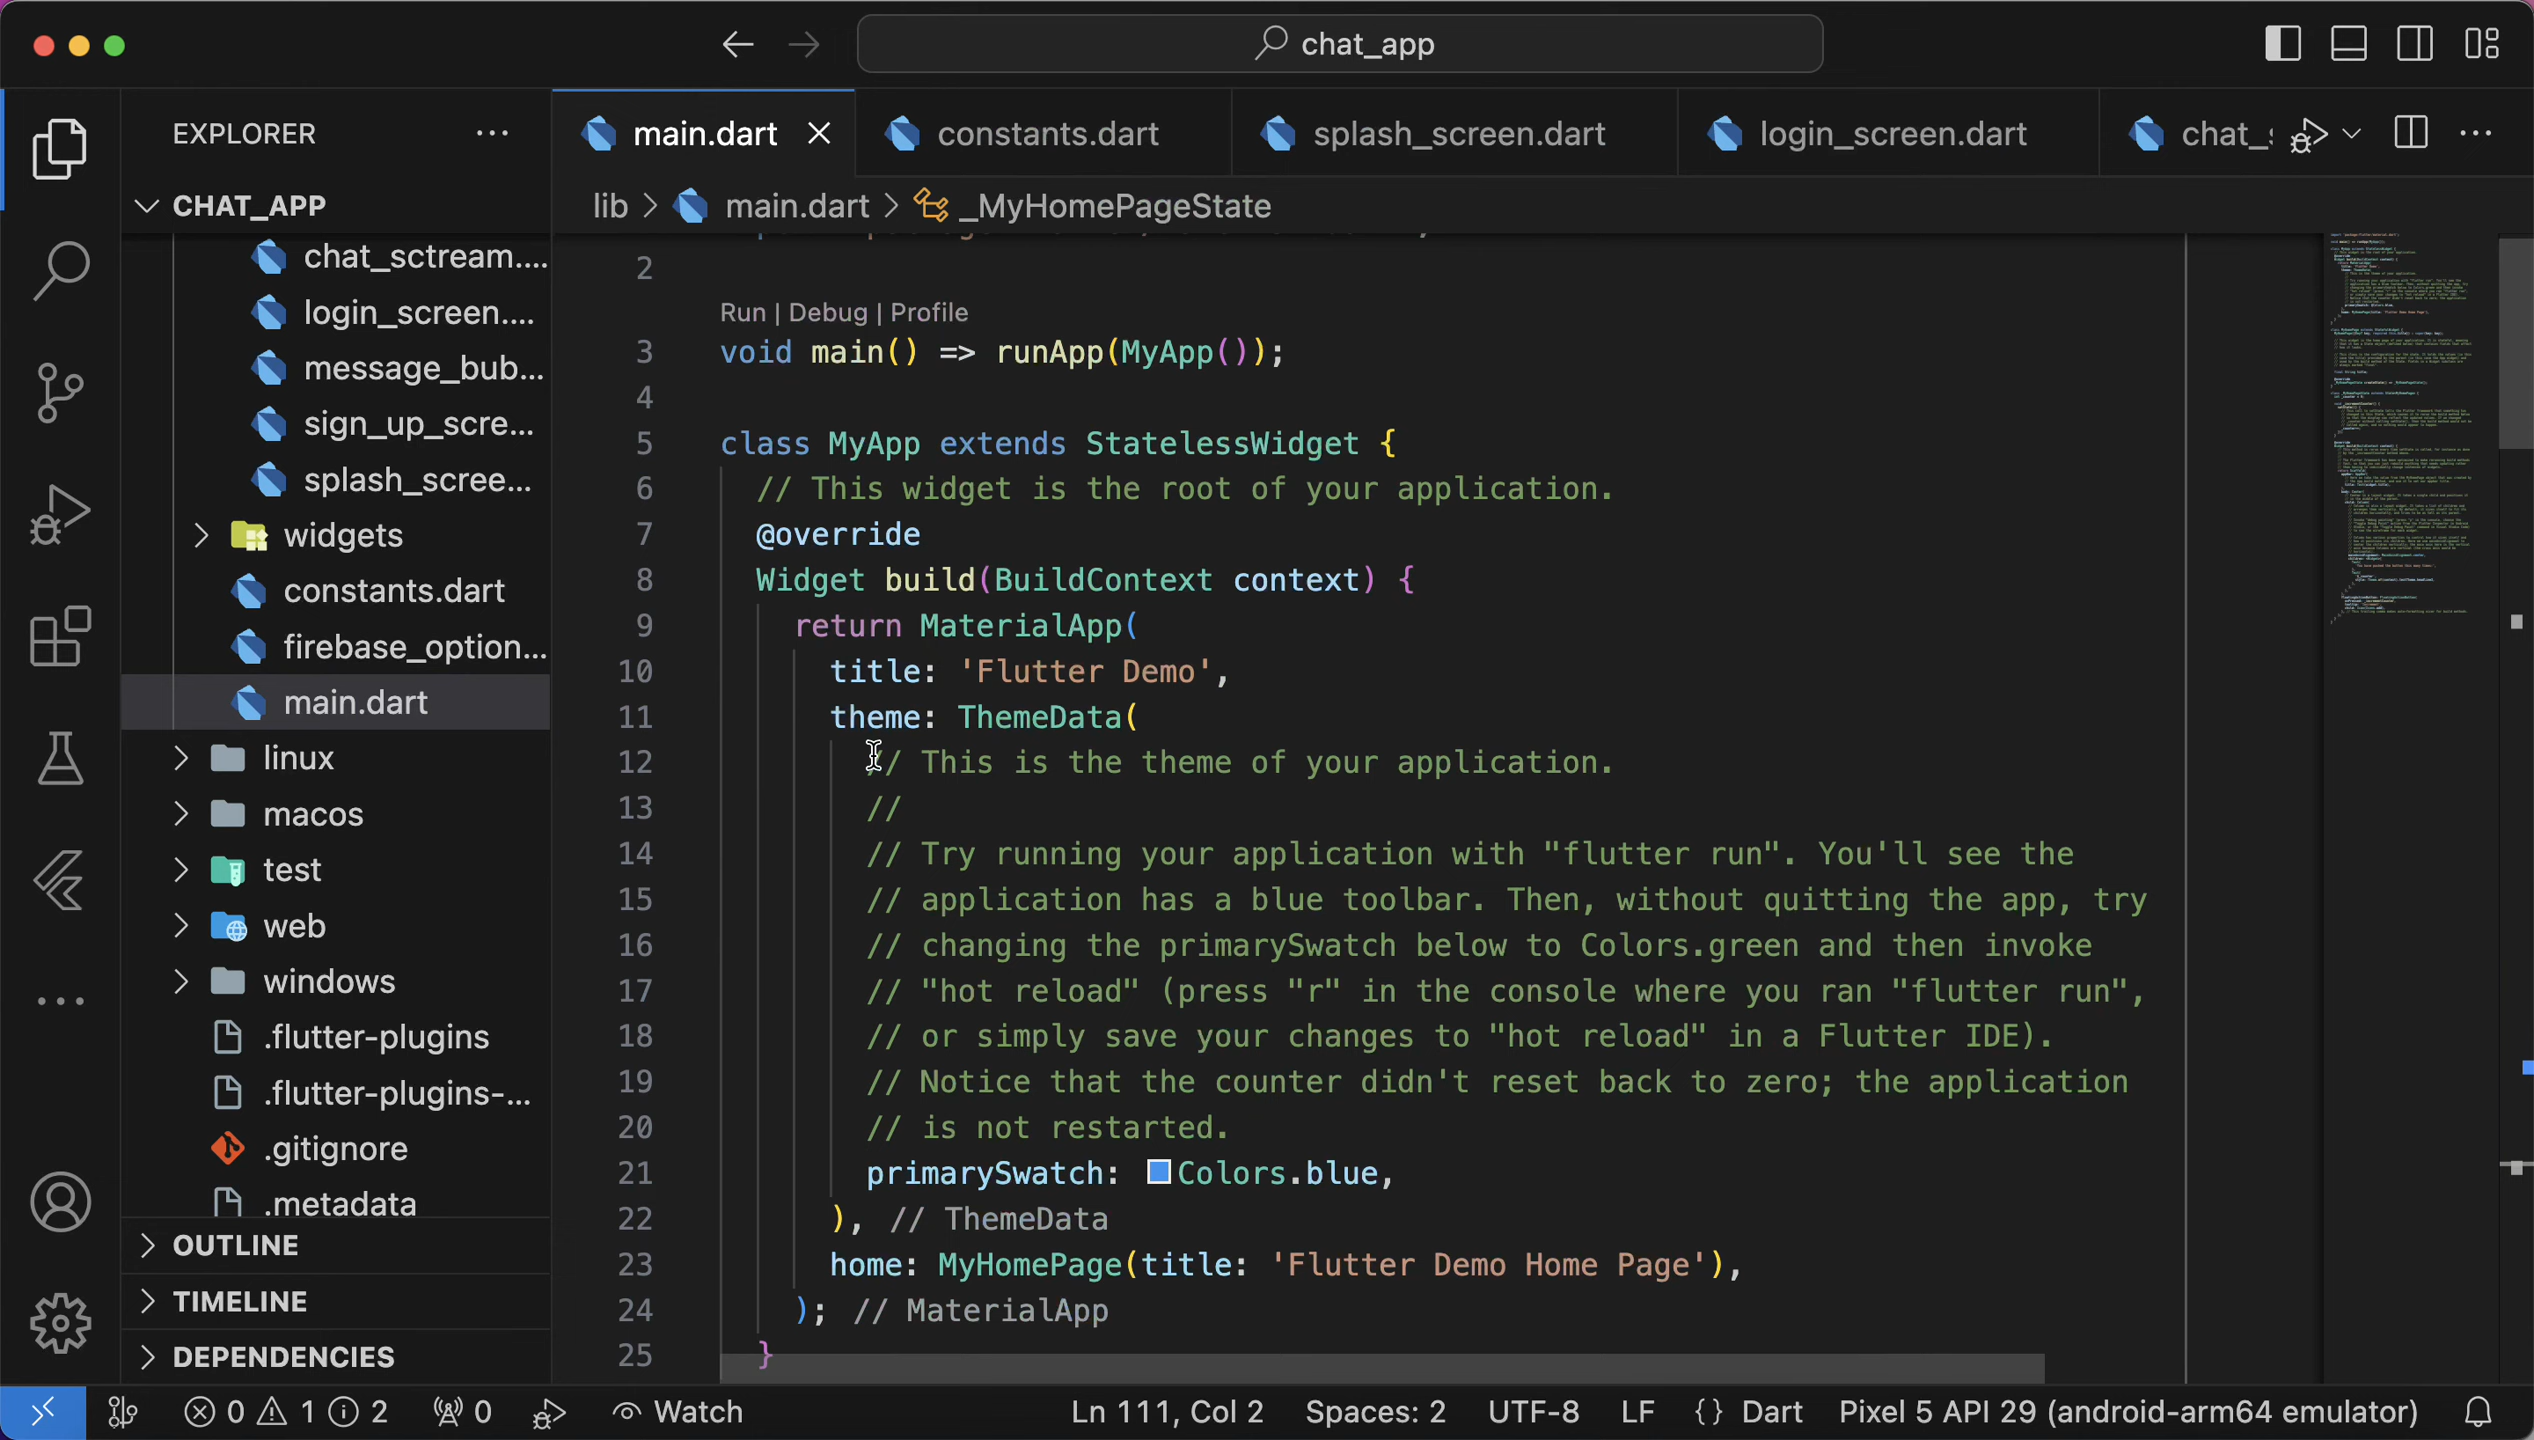 chat_app
EXPLORER
main.dart
constants.dart
splash_screen.dart
login_screen.dart
chat_
CHAT_APP
lib > main.dart > _MyHomePageState
chat_sctream....
login_screen....
message_bub...
sign_up_scre...
splash_scree...
widgets
constants.dart
firebase_option...
main.dart
linux
macos
test
web
windows
.flutter-plugins
.flutter-plugins-...
.gitignore
.metadata
OUTLINE
TIMELINE
DEPENDENCIES
2
Run | Debug | Profile
3 void main() => runApp(MyApp());
4
5 class MyApp extends StatelessWidget {
6 // This widget is the root of your application.
7 @override
8 Widget build(BuildContext context) {
9 return MaterialApp(
10 title: 'Flutter Demo',
11 theme: ThemeData(
12 // This is the theme of your application.
13 //
14 // Try running your application with "flutter run". You'll see the
15 // application has a blue toolbar. Then, without quitting the app, try
16 // changing the primarySwatch below to Colors.green and then invoke
17 // "hot reload" (press "r" in the console where you ran "flutter run",
18 // or simply save your changes to "hot reload" in a Flutter IDE).
19 // Notice that the counter didn't reset back to zero; the application
20 // is not restarted.
21 primarySwatch: Colors.blue,
22 ), // ThemeData
23 home: MyHomePage(title: 'Flutter Demo Home Page'),
24 ); // MaterialApp
25 }
0 1 2 0 Watch Ln 111, Col 2 Spaces: 2 UTF-8 LF {} Dart Pixel 5 API 29 (android-arm64 emulator)